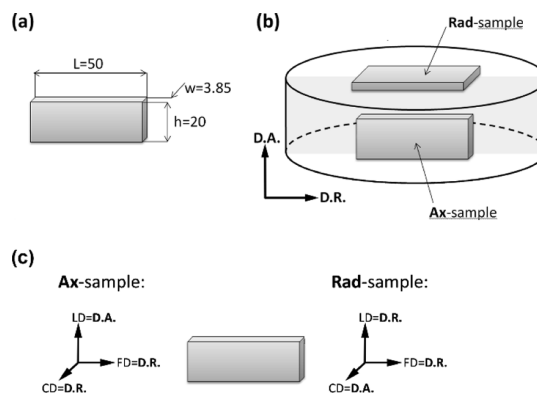 (a)
L=50
w=3.85
h=20
(b)
Rad-sample
D.A.
D.R.
Ax-sample
(c)
Ax-sample:
LD=D.A.
FD=D.R.
CD=D.R.
Rad-sample:
LD=D.R.
FD=D.R.
CD=D.A.